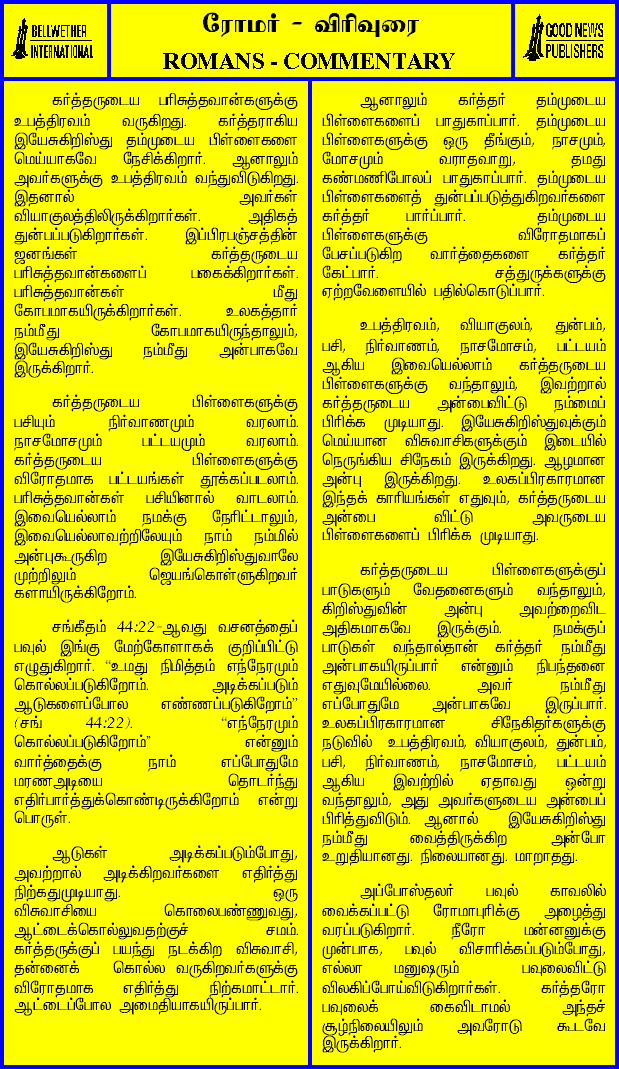 BELLWETHER
INTERNATIONAL
ரோமர் - விரிவுரை
ROMANS - COMMENTARY
GOOD NEWS
PUBLISHERS
கர்த்தருடைய பரிசுத்தவான்களுக்கு
உபத்திரவம் வருகிறது. கர்த்தராகிய
இயேசுகிறிஸ்து தம்முடைய பிள்ளைகளை
மெய்யாகவே நேசிக்கிறார். ஆனாலும்
அவர்களுக்கு உபத்திரவம் வந்துவிடுகிறது.
இதனால் அவர்கள்
வியாகுலத்திலிருக்கிறார்கள். அதிகத்
துன்பப்படுகிறார்கள். இப்பிரபஞ்சத்தின்
ஜனங்கள் கர்த்தருடைய
பரிசுத்தவான்களைப் பகைக்கிறார்கள்.
பரிசுத்தவான்கள் மீது
கோபமாகயிருக்கிறார்கள். உலகத்தார்
நம்மீது கோபமாகயிருந்தாலும்,
இயேசுகிறிஸ்து நம்மீது அன்பாகவே
இருக்கிறார்.
கர்த்தருடைய பிள்ளைகளுக்கு
பசியும் நிர்வாணமும் வரலாம்.
நாசமோசமும் பட்டயமும் வரலாம்.
கர்த்தருடைய பிள்ளைகளுக்கு
விரோதமாக பட்டயங்கள் தூக்கப்படலாம்.
பரிசுத்தவான்கள் பசியினால் வாடலாம்.
இவையெல்லாம் நமக்கு நேரிட்டாலும்,
இவையெல்லாவற்றிலேயும் நாம் நம்மில்
அன்புகூருகிற இயேசுகிறிஸ்துவாலே
முற்றிலும் ஜெயங்கொள்ளுகிறவர்
களாயிருக்கிறோம்.
சங்கீதம் 44:22-ஆவது வசனத்தைப்
பவுல் இங்கு மேற்கோளாகக் குறிப்பிட்டு
எழுதுகிறார். “உமது நிமித்தம் எந்நேரமும்
கொல்லப்படுகிறோம். அடிக்கப்படும்
ஆடுகளைப்போல எண்ணப்படுகிறோம்”
(சங் 44:22). “எந்நேரமும்
கொல்லப்படுகிறோம்” என்னும்
வார்த்தைக்கு நாம் எப்போதுமே
மரணஅடியை தொடர்ந்து
எதிர்பார்த்துக்கொண்டிருக்கிறோம் என்று
பொருள்.
ஆடுகள் அடிக்கப்படும்போது,
அவற்றால் அடிக்கிறவர்களை எதிர்த்து
நிற்கதுமுடியாது. ஒரு
விசுவாசியை கொலைபண்ணுவது,
ஆட்டைக்கொல்லுவதற்குச் சமம்.
கர்த்தருக்குப் பயந்து நடக்கிற விசுவாசி,
தன்னைக் கொல்ல வருகிறவர்களுக்கு
விரோதமாக எதிர்த்து நிற்கமாட்டார்.
ஆட்டைப்போல அமைதியாகயிருப்பார்.
ஆனாலும் கர்த்தர் தம்முடைய
பிள்ளைகளைப் பாதுகாப்பார். தம்முடைய
பிள்ளைகளுக்கு ஒரு தீங்கும், நாசமும்,
மோசமும் வராதவாறு, தமது
கண்மணிபோலப் பாதுகாப்பார். தம்முடைய
பிள்ளைகளைத் துன்பப்படுத்துகிறவர்களை
கர்த்தர் பார்ப்பார். தம்முடைய
பிள்ளைகளுக்கு விரோதமாகப்
பேசப்படுகிற வார்த்தைகளை கர்த்தர்
கேட்பார். சத்துருக்களுக்கு
ஏற்றவேளையில் பதில்கொடுப்பார்.
உபத்திரவம், வியாகுலம், துன்பம்,
பசி, நிர்வாணம், நாசமோசம், பட்டயம்
ஆகிய இவையெல்லாம் கர்த்தருடைய
பிள்ளைகளுக்கு வந்தாலும், இவற்றால்
கர்த்தருடைய அன்பைவிட்டு நம்மைப்
பிரிக்க முடியாது. இயேசுகிறிஸ்துவுக்கும்
மெய்யான விசுவாசிகளுக்கும் இடையில்
நெருங்கிய சிநேகம் இருக்கிறது. ஆழமான
அன்பு இருக்கிறது. உலகப்பிரகாரமான
இந்தக் காரியங்கள் எதுவும், கர்த்தருடைய
அன்பை விட்டு அவருடைய
பிள்ளைகளைப் பிரிக்க முடியாது.
கர்த்தருடைய பிள்ளைகளுக்குப்
பாடுகளும் வேதனைகளும் வந்தாலும்,
கிறிஸ்துவின் அன்பு அவற்றைவிட
அதிகமாகவே இருக்கும். நமக்குப்
பாடுகள் வந்தால்தான் கர்த்தர் நம்மீது
அன்பாகயிருப்பார் என்னும் நிபந்தனை
எதுவுமேயில்லை. அவர் நம்மீது
எப்போதுமே அன்பாகவே இருப்பார்.
உலகப்பிரகாரமான சிநேகிதர்களுக்கு
நடுவில் உபத்திரவம், வியாகுலம், துன்பம்,
பசி, நிர்வாணம், நாசமோசம், பட்டயம்
ஆகிய இவற்றில் ஏதாவது ஒன்று
வந்தாலும், அது அவர்களுடைய அன்பைப்
பிரித்துவிடும். ஆனால் இயேசுகிறிஸ்து
நம்மீது வைத்திருக்கிற அன்போ
உறுதியானது. நிலையானது. மாறாதது.
அப்போஸ்தலர் பவுல் காவலில்
வைக்கப்பட்டு ரோமாபுரிக்கு அழைத்து
வரப்படுகிறார். நீரோ மன்னனுக்கு
முன்பாக, பவுல் விசாரிக்கப்படும்போது,
எல்லா மனுஷரும் பவுலைவிட்டு
விலகிப்போய்விடுகிறார்கள். கர்த்தரோ
பவுலைக் கைவிடாமல் அந்தச்
சூழ்நிலையிலும் அவரோடு கூடவே
இருக்கிறார்.